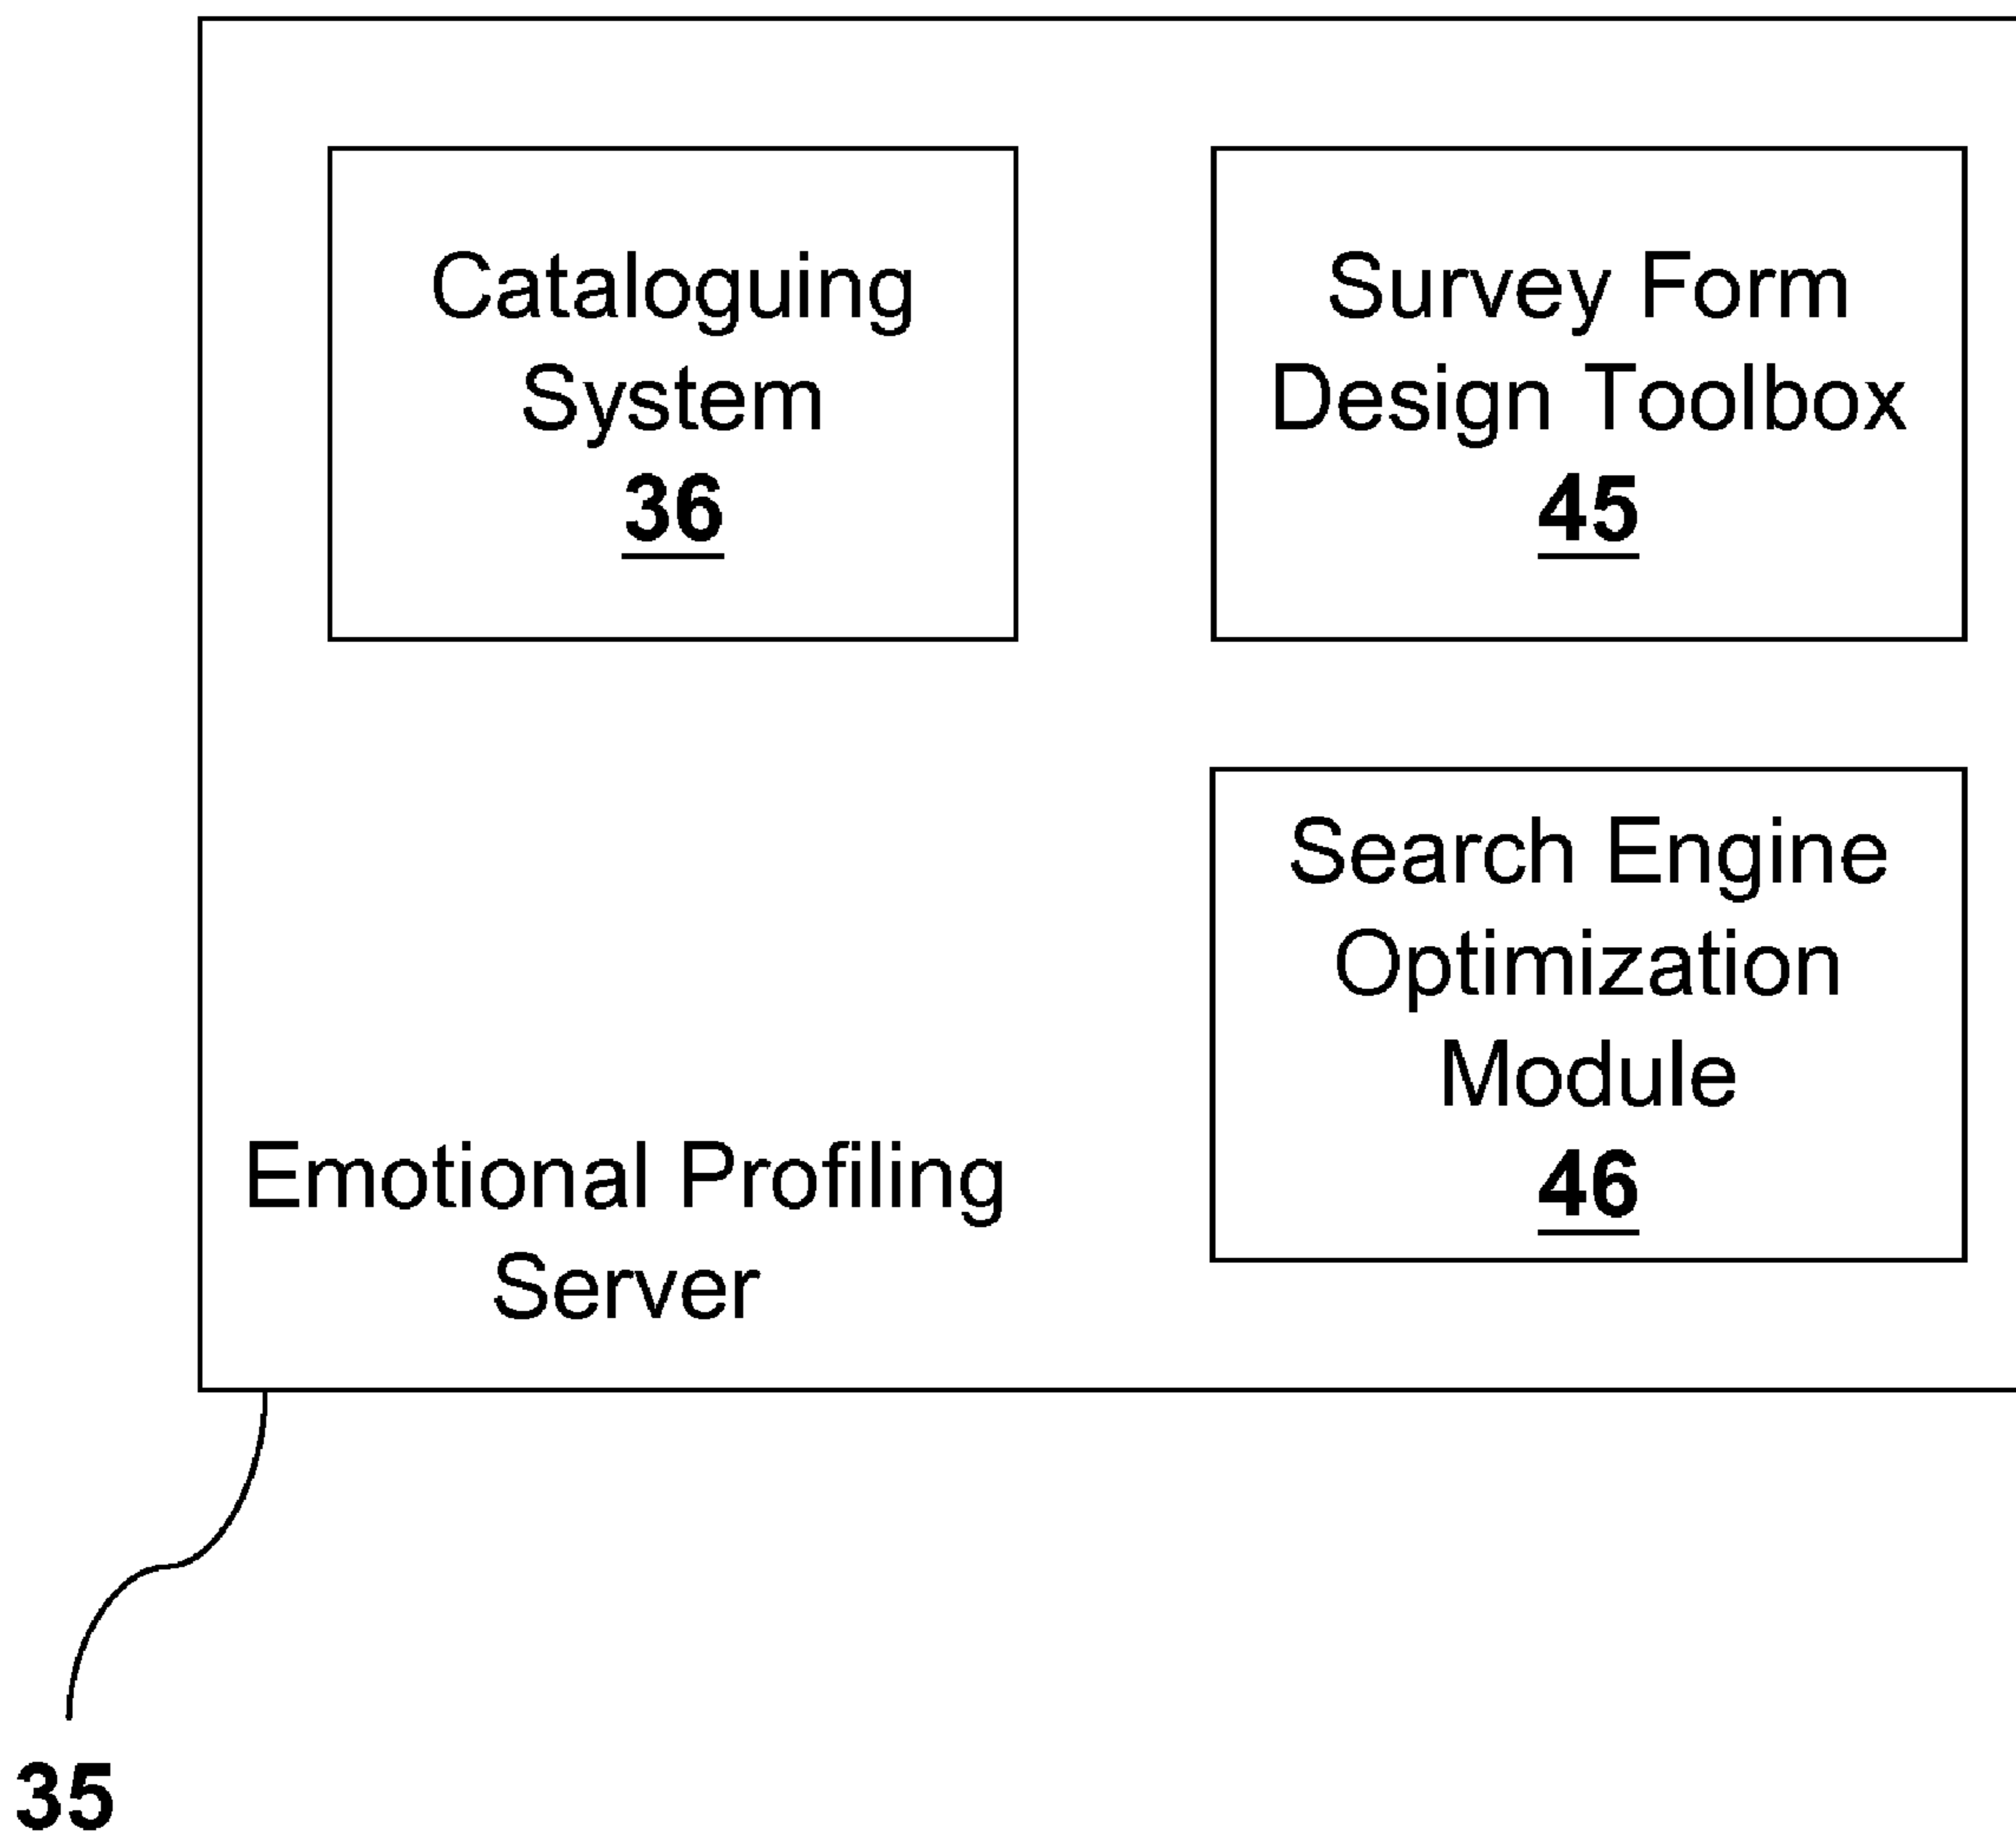 Cataloguing
System
36
Survey Form
Design Toolbox
45
Search Engine
Optimization
Module
46
Emotional Profiling
Server
35